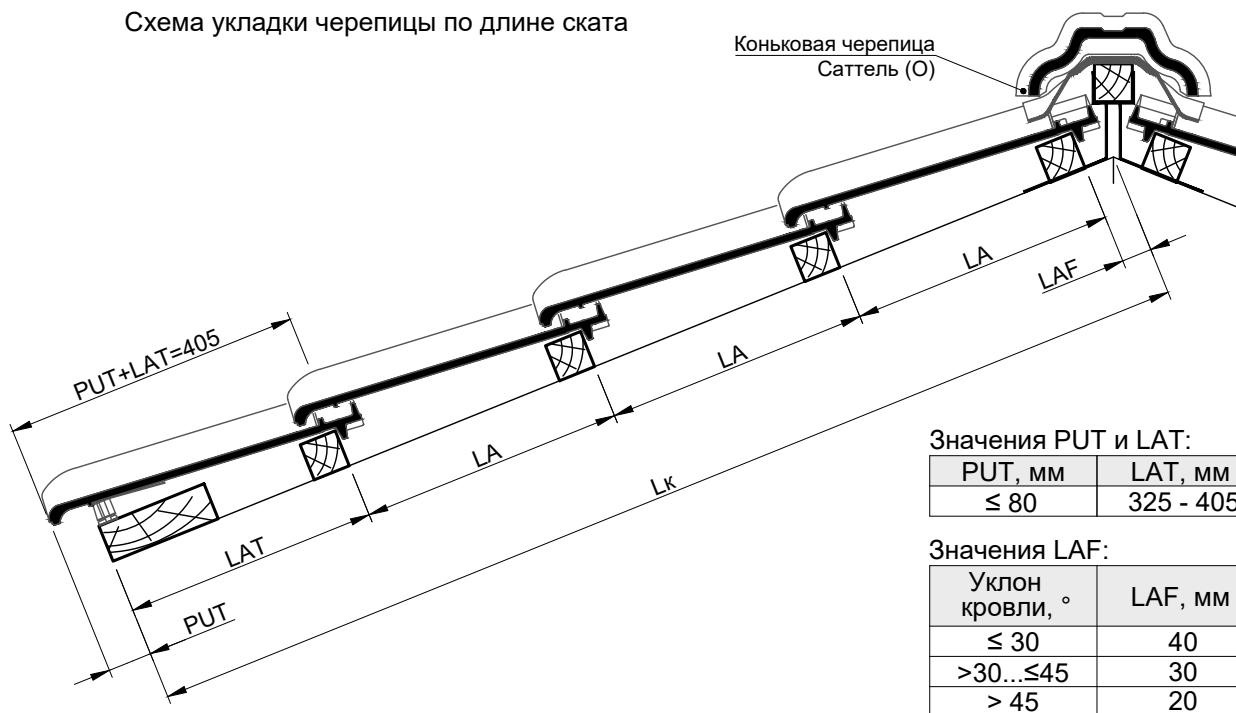 Схема укладки черепицы по длине ската
Коньковая черепица
Саттель (О)
PUT+LAT=405
LA
LAF
LA
LA
Lк
LAT
PUT
Значения PUT и LAT:
PUT, мм LAT, мм
≤ 80 325 - 405
Значения LAF:
Уклон
кровли, ° LAF, мм
≤ 30 40
>30...≤45 30
> 45 20